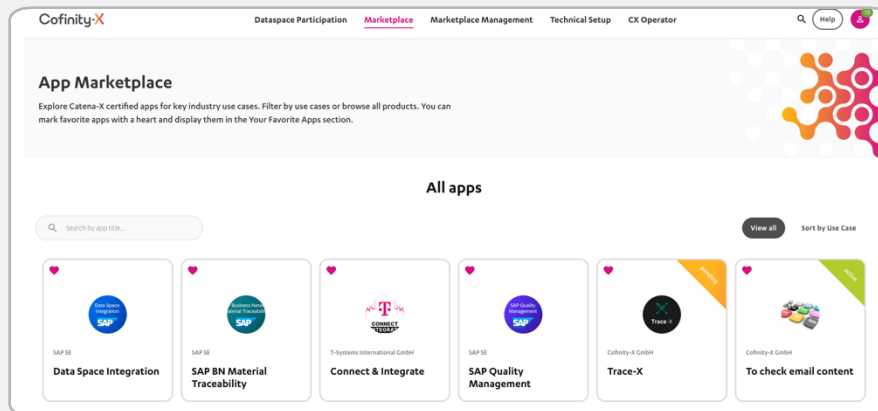 Cofinity-X
Dataspace Participation
Marketplace
Marketplace Management
Technical Setup
CX Operator
Help
App Marketplace
Explore Catena-X certified apps for key industry use cases. Filter by use cases or browse all products. You can
mark favorite apps with a heart and display them in the Your Favorite Apps section.
All apps
Search by app title...
View all
Sort by Use Case
Data Space
Integration
SAP
SAP SE
Data Space Integration
Material Traceability
SAP
SAP SE
SAP BN Material
Traceability
T
CONNECT
T-Systems International GmbH
Connect & Integrate
SAP Quality
Management
SAP
SAP SE
SAP Quality
Management
pending
Trace-X
Cofinity-X GmbH
Trace-X
active
Cofinity-X GmbH
To check email content